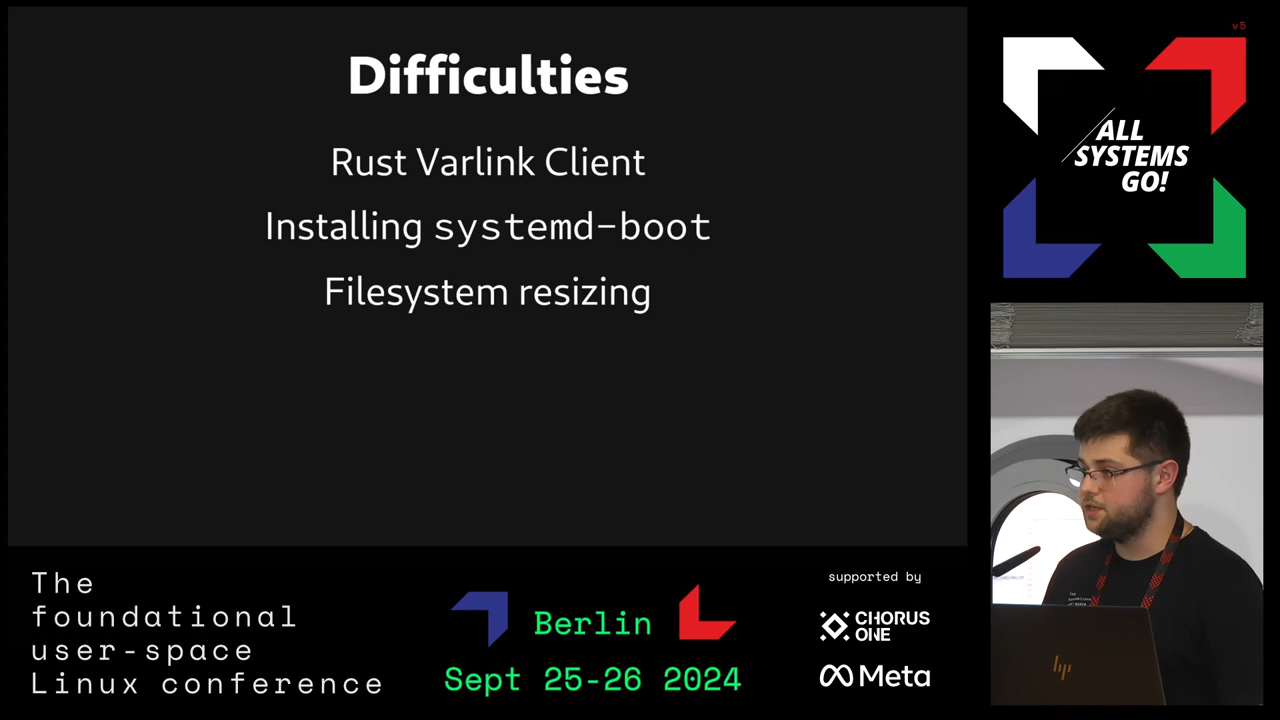 Difficulties
Rust Varlink Client
Installing systemd-boot
Filesystem resizing
v5
ALL
SYSTEMS
GO!
The
foundational
user-space
Linux conference
Berlin
Sept 25-26 2024
supported by
CHORUS
ONE
Meta
hp